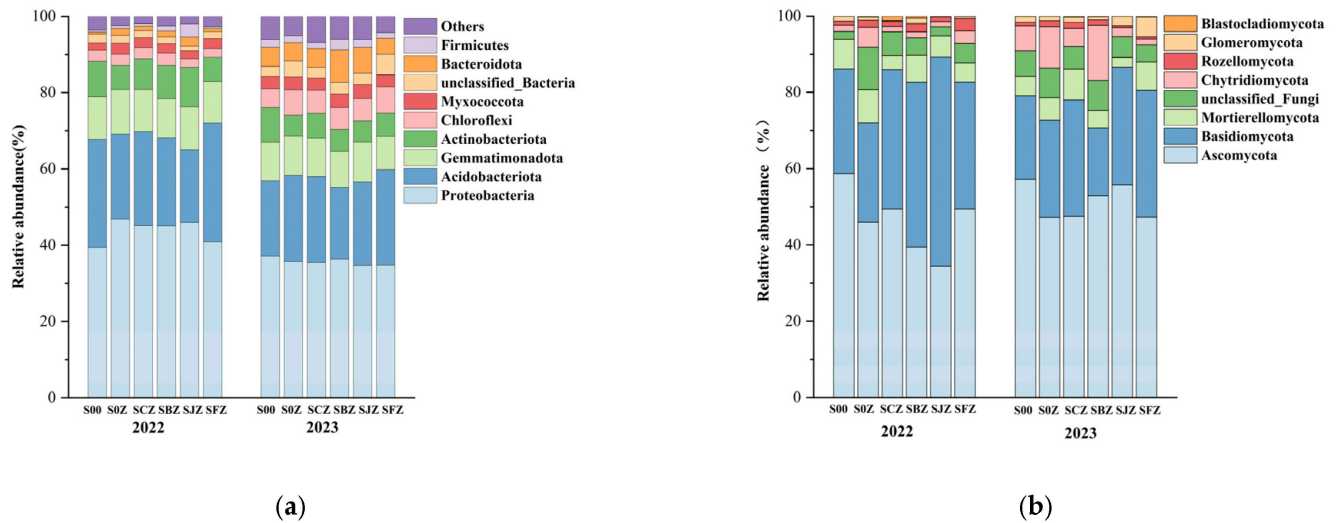 100
80
60
40
20
0
Relative abundance(%)
S00 S0Z SCZ SBZ SJZ SFZ
2022
S00 S0Z SCZ SBZ SJZ SFZ
2023
Others
Firmicutes
Bacteroidota
unclassified_Bacteria
Myxococcota
Chloroflexi
Actinobacteriota
Gemmatimonadota
Acidobacteriota
Proteobacteria
(a)
100
80
60
40
20
0
Relative abundance （%）
S00 S0Z SCZ SBZ SJZ SFZ
2022
S00 S0Z SCZ SBZ SJZ SFZ
2023
Blastocladiomycota
Glomeromycota
Rozellomycota
Chytridiomycota
unclassified_Fungi
Mortierellomycota
Basidiomycota
Ascomycota
(b)